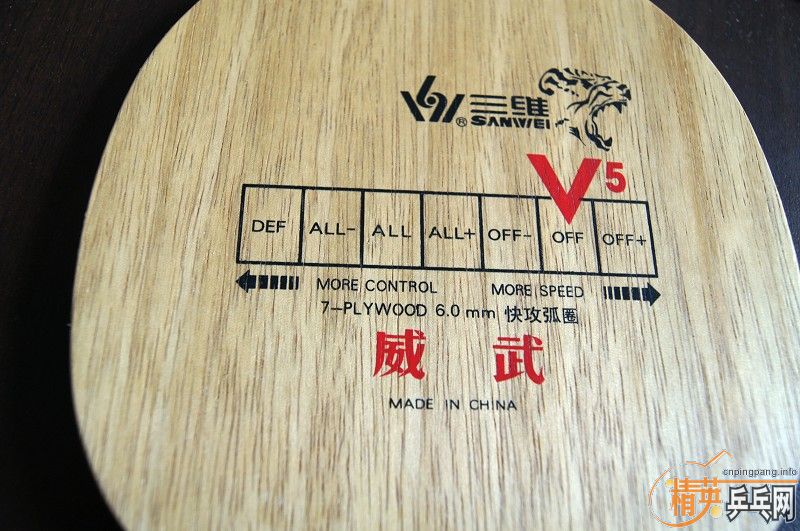 三维
® SANWEI
V5
DEF ALL- ALL ALL+ OFF- OFF OFF+
MORE CONTROL MORE SPEED
7-PLYWOOD 6.0 mm 快攻弧圈
威 武
MADE IN CHINA
cnpingpang.info
精英乒乓网